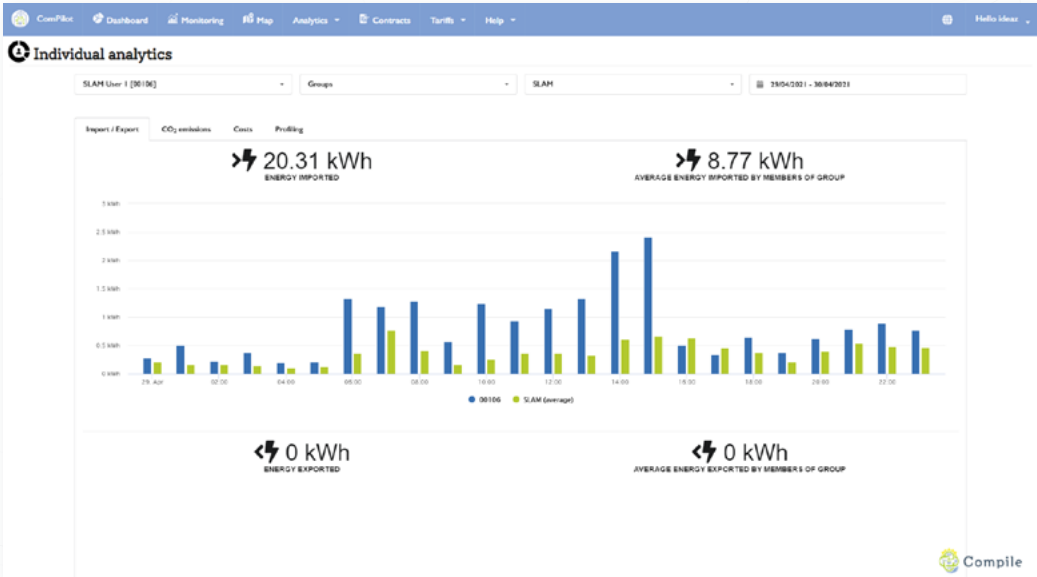 ComPilot Dashboard Monitoring Map Analytics Contracts Tariffs Help Hello ideas
Individual analytics
SLAM User 1 [00106] Groups SLAM 29/04/2021 - 30/04/2021
Import / Export CO₂ emissions Costs Profiling
20.31 kWh 8.77 kWh
ENERGY IMPORTED AVERAGE ENERGY IMPORTED BY MEMBERS OF GROUP
3 kWh
2.5 kWh
2 kWh
1.5 kWh
1 kWh
0.5 kWh
0 kWh
29. Apr 02:00 04:00 06:00 08:00 10:00 12:00 14:00 16:00 18:00 20:00 22:00
00106 SLAM (average)
0 kWh 0 kWh
ENERGY EXPORTED AVERAGE ENERGY EXPORTED BY MEMBERS OF GROUP
Compile